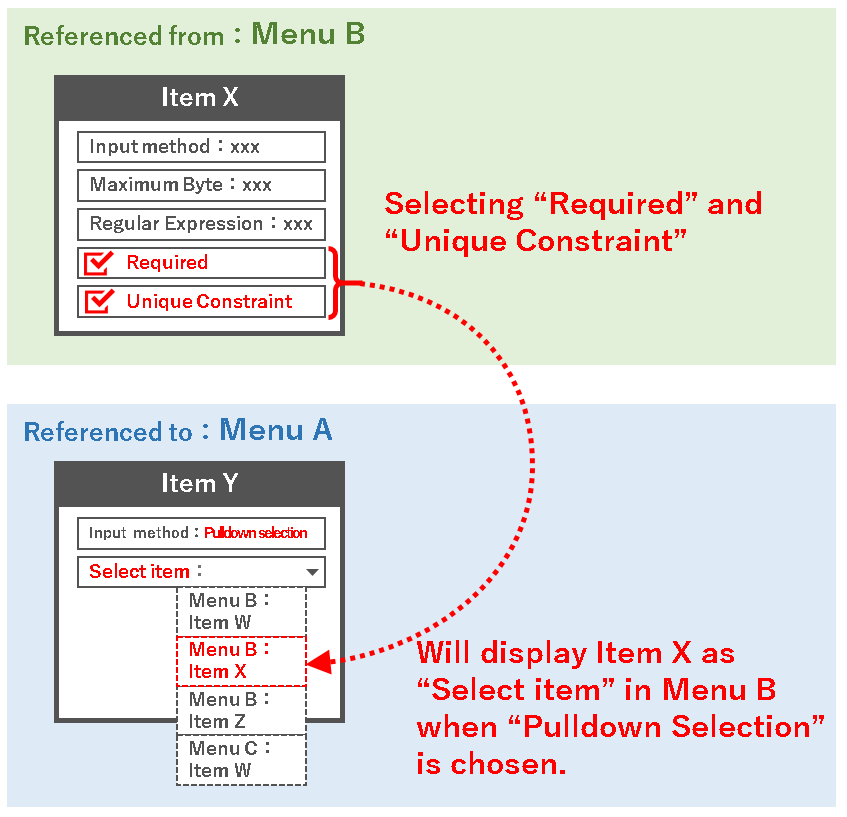 Referenced from：Menu B
Item X
Input method：xxx
Maximum Byte：xxx
Regular Expression：xxx
Required
Unique Constraint
Selecting “Required” and
“Unique Constraint”
Referenced to：Menu A
Item Y
Input method：Pulldown selection
Select item：
Menu B：
Item W
Menu B：
Item X
Menu B：
Item Z
Menu C：
Item W
Will display Item X as
“Select item” in Menu B
when “Pulldown Selection”
is chosen.